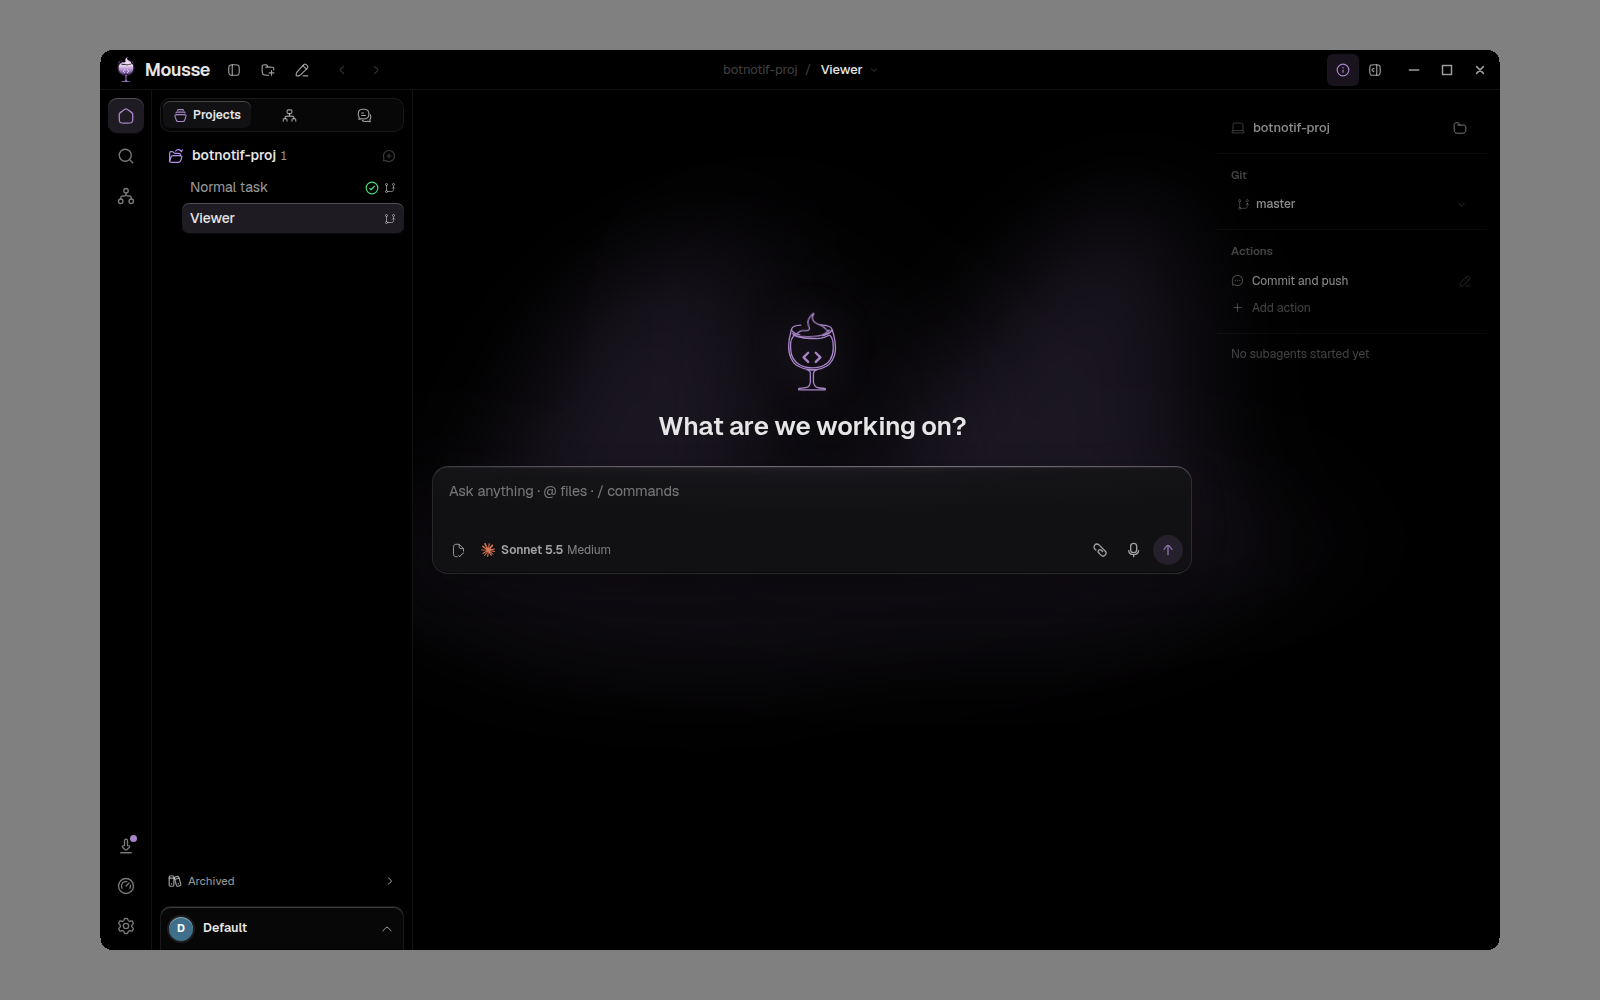 Mousse
botnotif-proj / Viewer
Projects
botnotif-proj 1
Normal task
Viewer
Archived
D Default
What are we working on?
Ask anything · @ files · / commands
Sonnet 5.5 Medium
botnotif-proj
Git
master
Actions
Commit and push
Add action
No subagents started yet